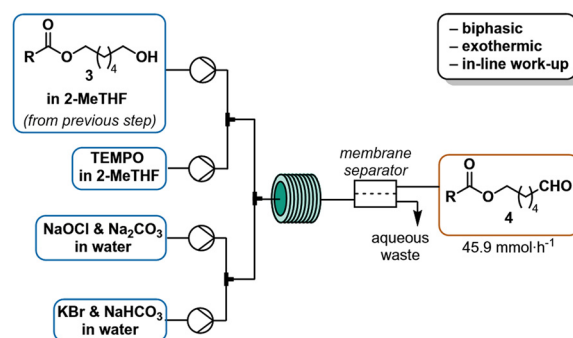 O
R
O
4
OH
3
in 2-MeTHF
(from previous step)
TEMPO
in 2-MeTHF
NaOCl & Na₂CO₃
in water
KBr & NaHCO₃
in water
– biphasic
– exothermic
– in-line work-up
membrane
separator
aqueous
waste
O
R
O
4
CHO
4
45.9 mmol·h⁻¹